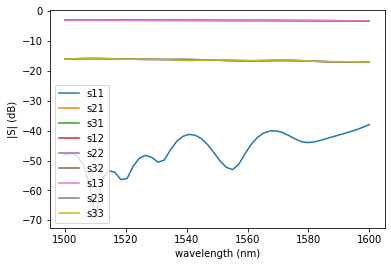 0
−10
−20
−30
−40
−50
−60
−70
|S| (dB)
s11
s21
s31
s12
s22
s32
s13
s23
s33
1500 1520 1540 1560 1580 1600
wavelength (nm)